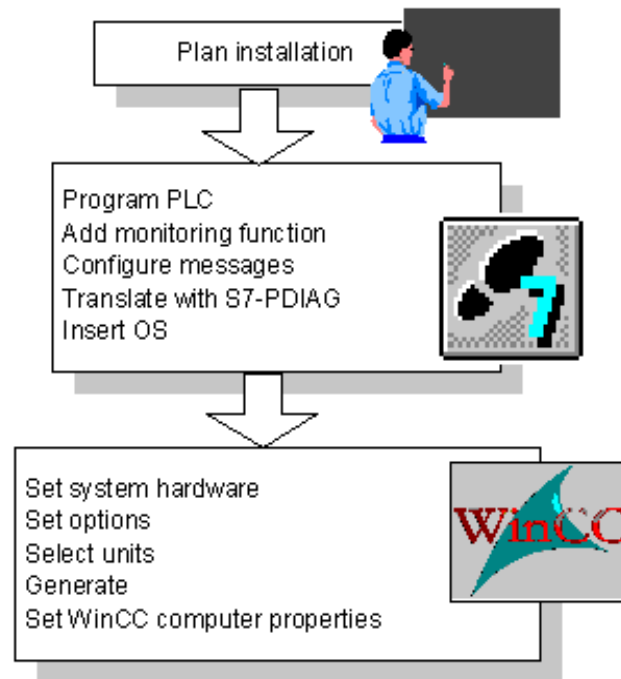 Plan installation
Program PLC
Add monitoring function
Configure messages
Translate with S7-PDIAG
Insert OS
7
Set system hardware
Set options
Select units
Generate
Set WinCC computer properties
WinCC